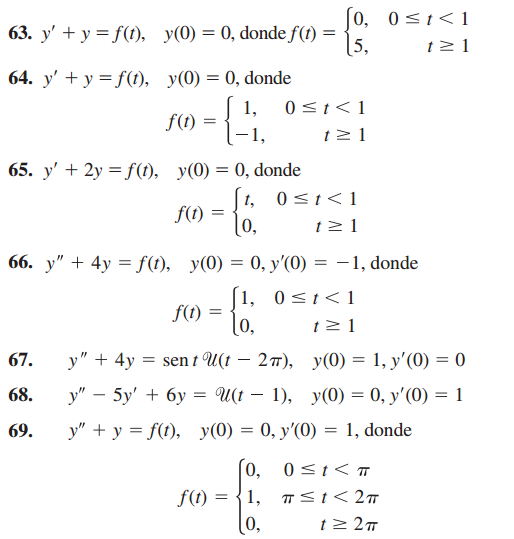 63. y′ + y = f(t), y(0) = 0, donde f(t) = {0, 0 ≤ t < 1
5, t ≥ 1
64. y′ + y = f(t), y(0) = 0, donde
f(t) = {1, 0 ≤ t < 1
−1, t ≥ 1
65. y′ + 2y = f(t), y(0) = 0, donde
f(t) = {t, 0 ≤ t < 1
0, t ≥ 1
66. y″ + 4y = f(t), y(0) = 0, y′(0) = −1, donde
f(t) = {1, 0 ≤ t < 1
0, t ≥ 1
67. y″ + 4y = sen t 𝒰(t − 2π), y(0) = 1, y′(0) = 0
68. y″ − 5y′ + 6y = 𝒰(t − 1), y(0) = 0, y′(0) = 1
69. y″ + y = f(t), y(0) = 0, y′(0) = 1, donde
0, 0 ≤ t < π
f(t) = {1, π ≤ t < 2π
0, t ≥ 2π